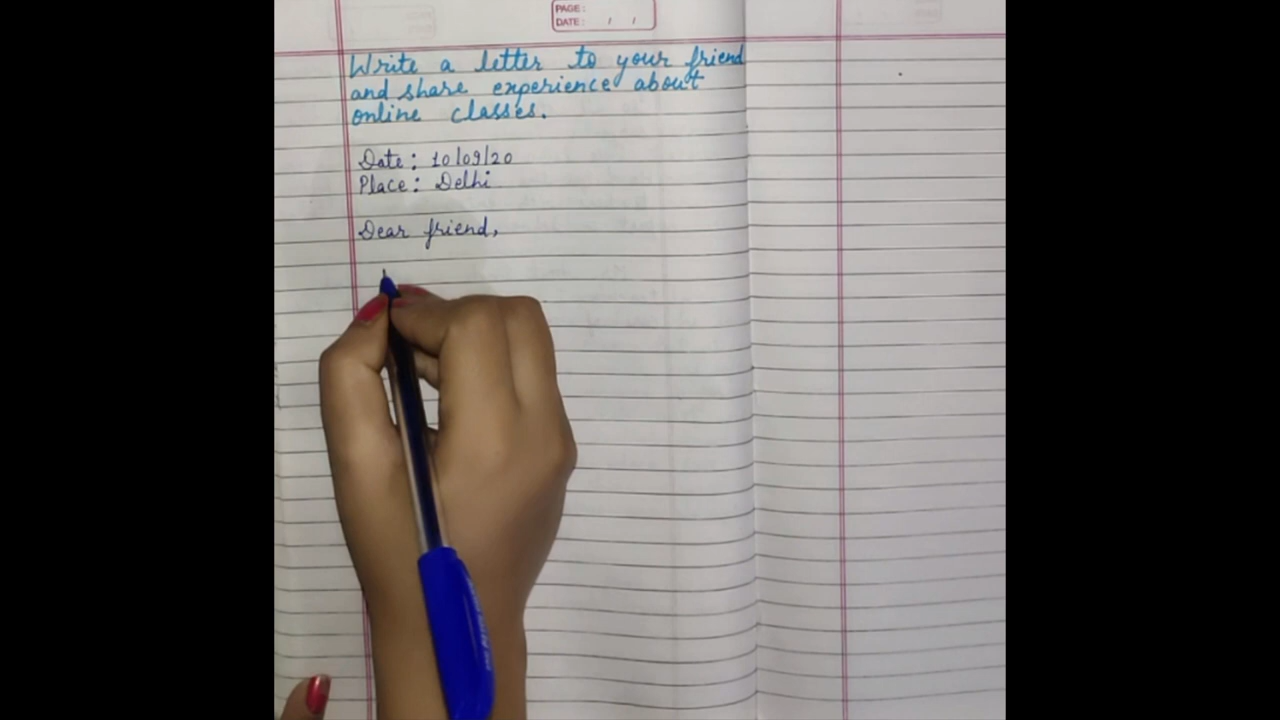 PAGE:
DATE: / /
Write a letter to your friend
and share experience about
online classes.
Date: 10/09/20
Place: Delhi
Dear friend,